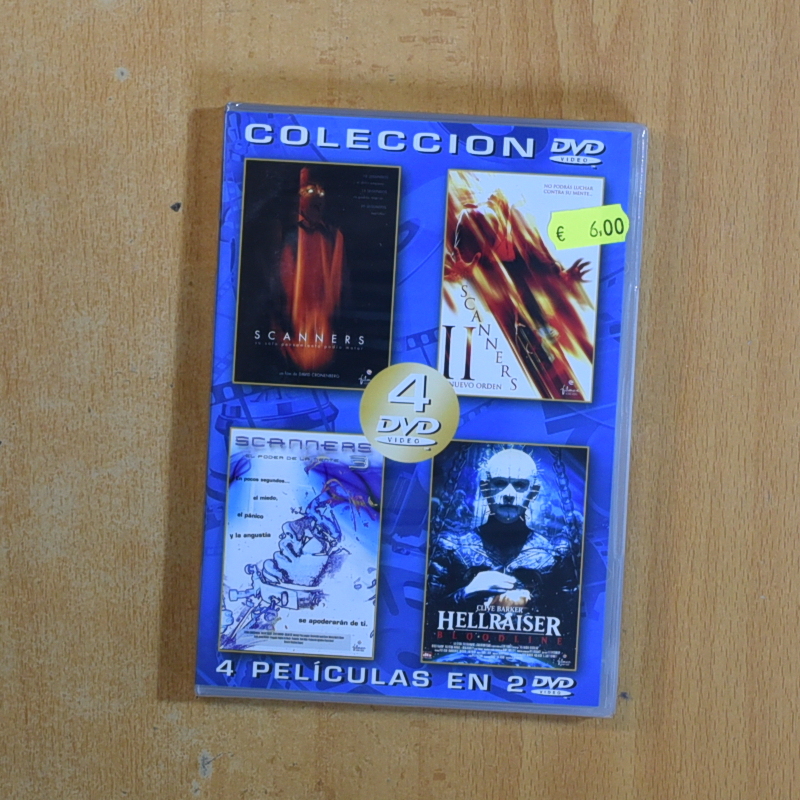 COLECCION DVD
VIDEO
NO PODRÁS LUCHAR
CONTRA SU MENTE...
€ 6,00
SCANNERS
SCANNERS
II
NUEVO ORDEN
4
DVD
VIDEO
SCANNERS
3
En pocos segundos...
el miedo,
el pánico
y la angustia
se apoderarán de ti.
CLIVE BARKER
HELLRAISER
BLOODLINE
4 PELÍCULAS EN 2 DVD
VIDEO